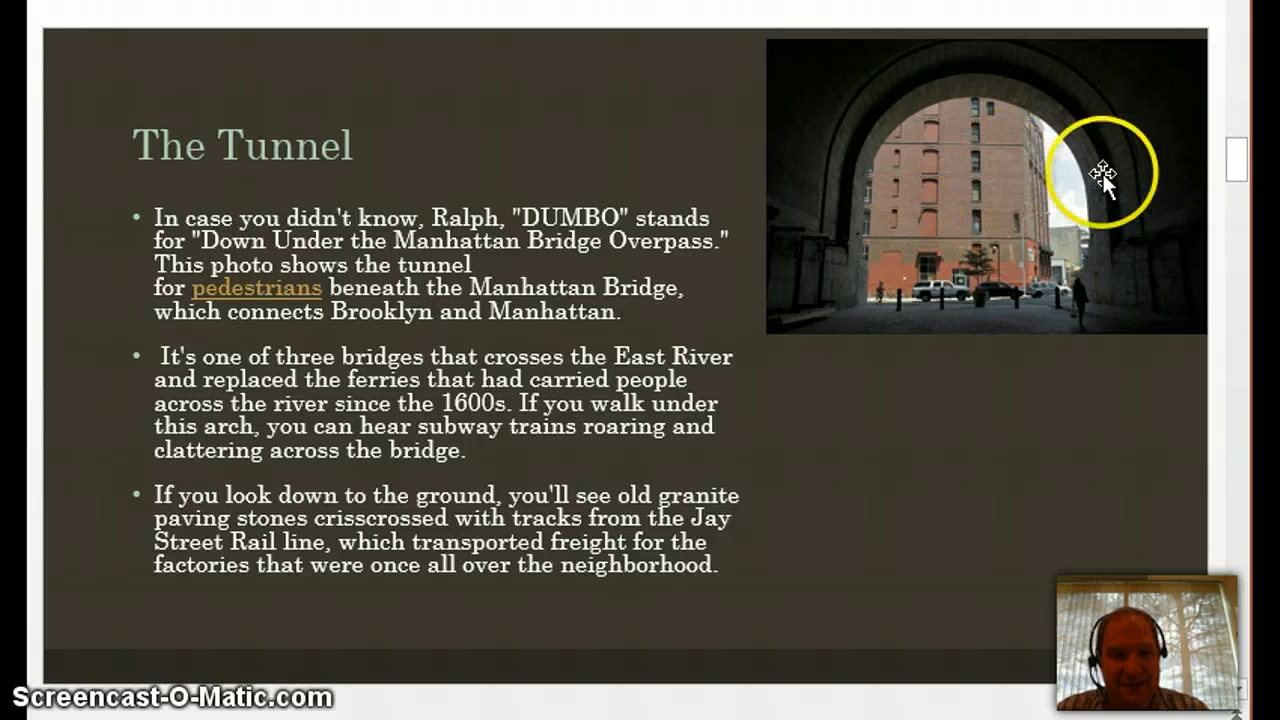 The Tunnel
• In case you didn't know, Ralph, "DUMBO" stands
for "Down Under the Manhattan Bridge Overpass."
This photo shows the tunnel
for pedestrians beneath the Manhattan Bridge,
which connects Brooklyn and Manhattan.
• It's one of three bridges that crosses the East River
and replaced the ferries that had carried people
across the river since the 1600s. If you walk under
this arch, you can hear subway trains roaring and
clattering across the bridge.
• If you look down to the ground, you'll see old granite
paving stones crisscrossed with tracks from the Jay
Street Rail line, which transported freight for the
factories that were once all over the neighborhood.
Screencast-O-Matic.com